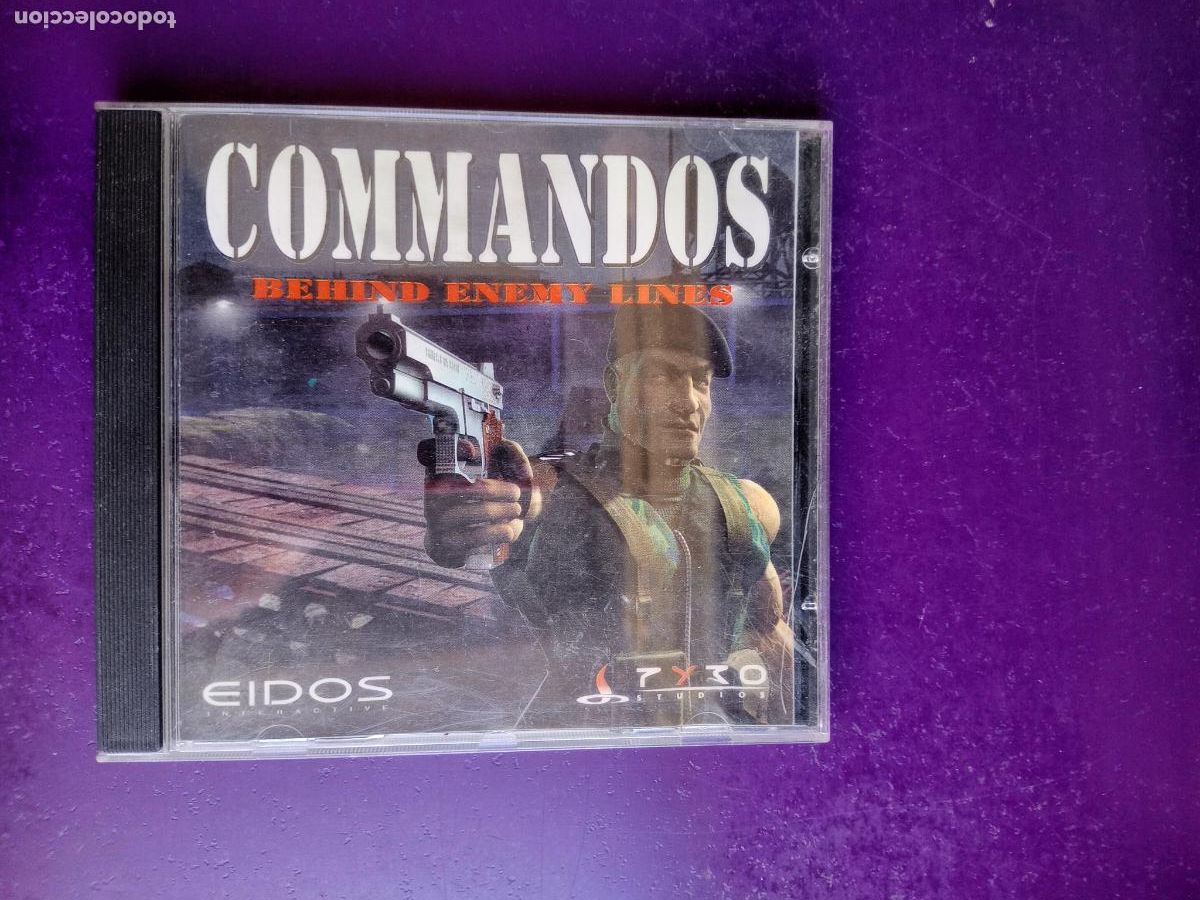 todocoleccion
COMMANDOS
BEHIND ENEMY LINES
EIDOS
INTERACTIVE
PYRO
STUDIOS